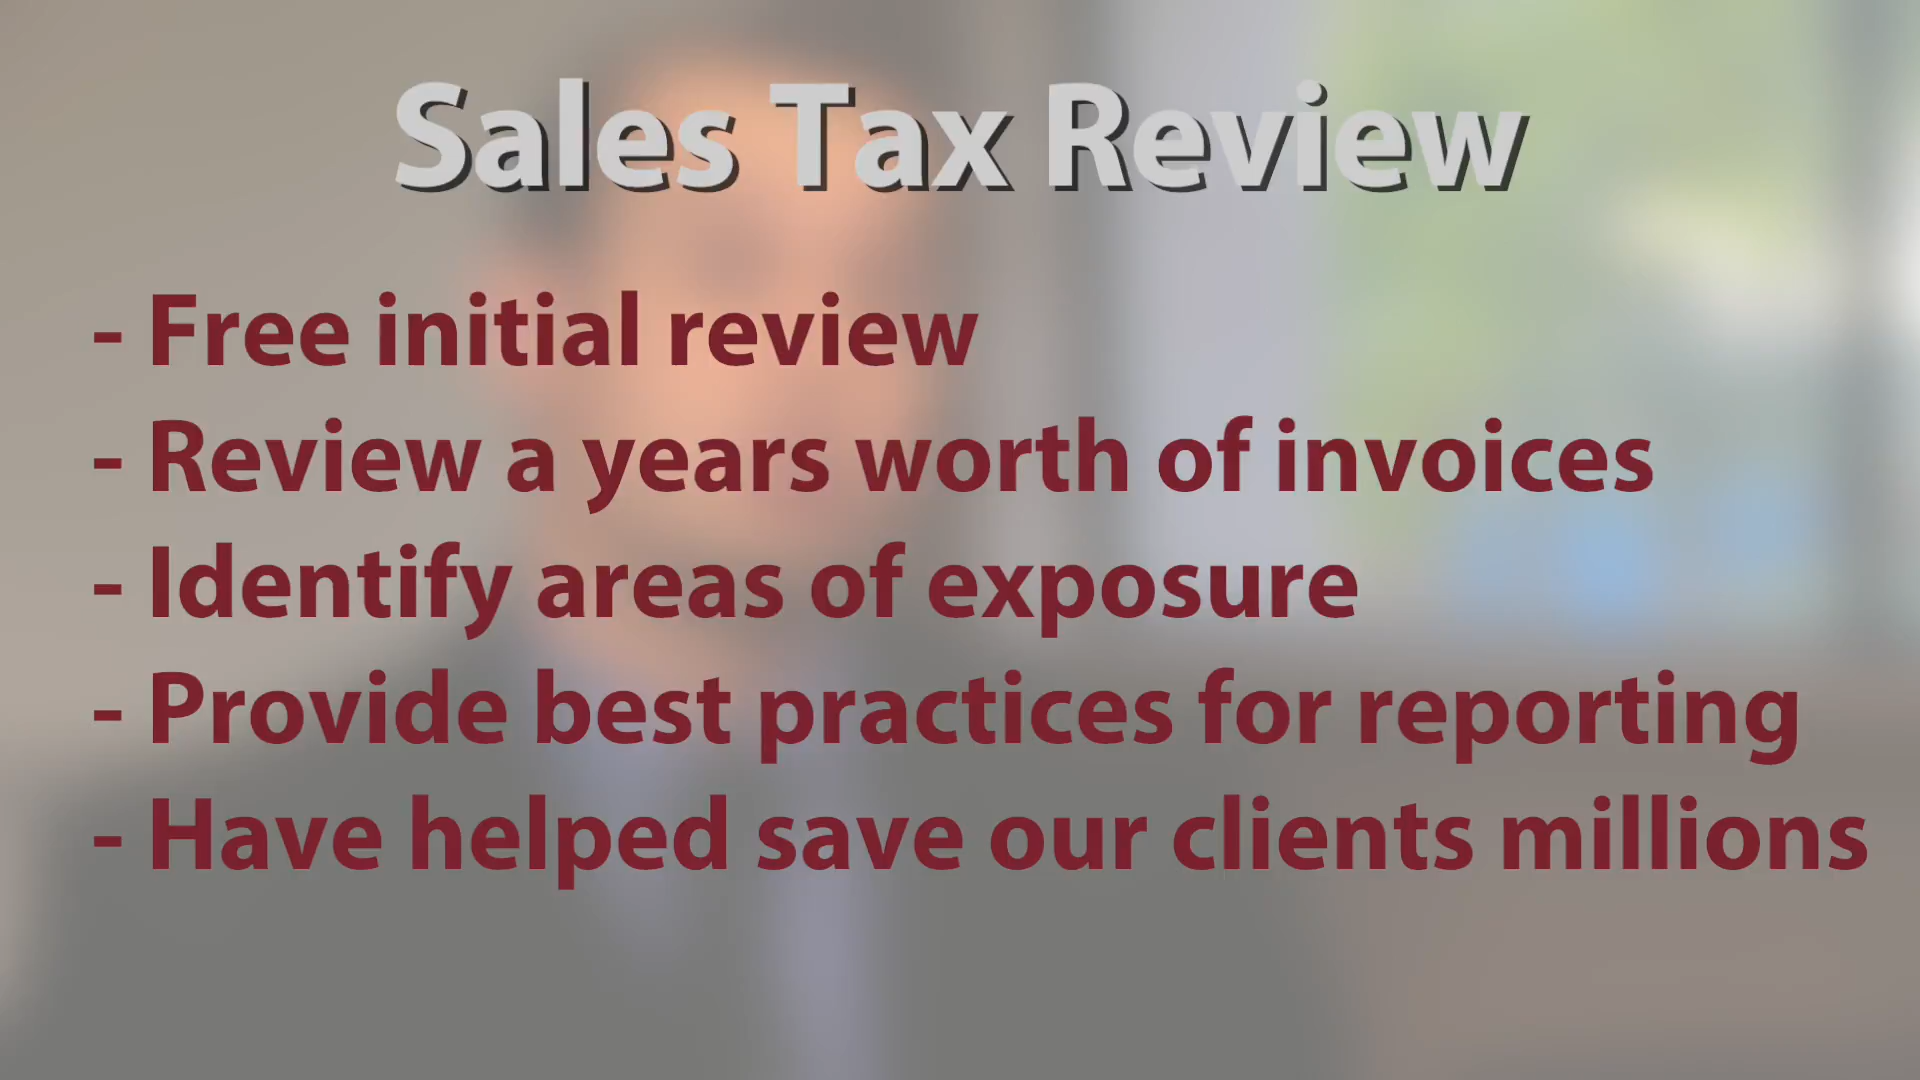 Sales Tax Review
- Free initial review
- Review a years worth of invoices
- Identify areas of exposure
- Provide best practices for reporting
- Have helped save our clients millions